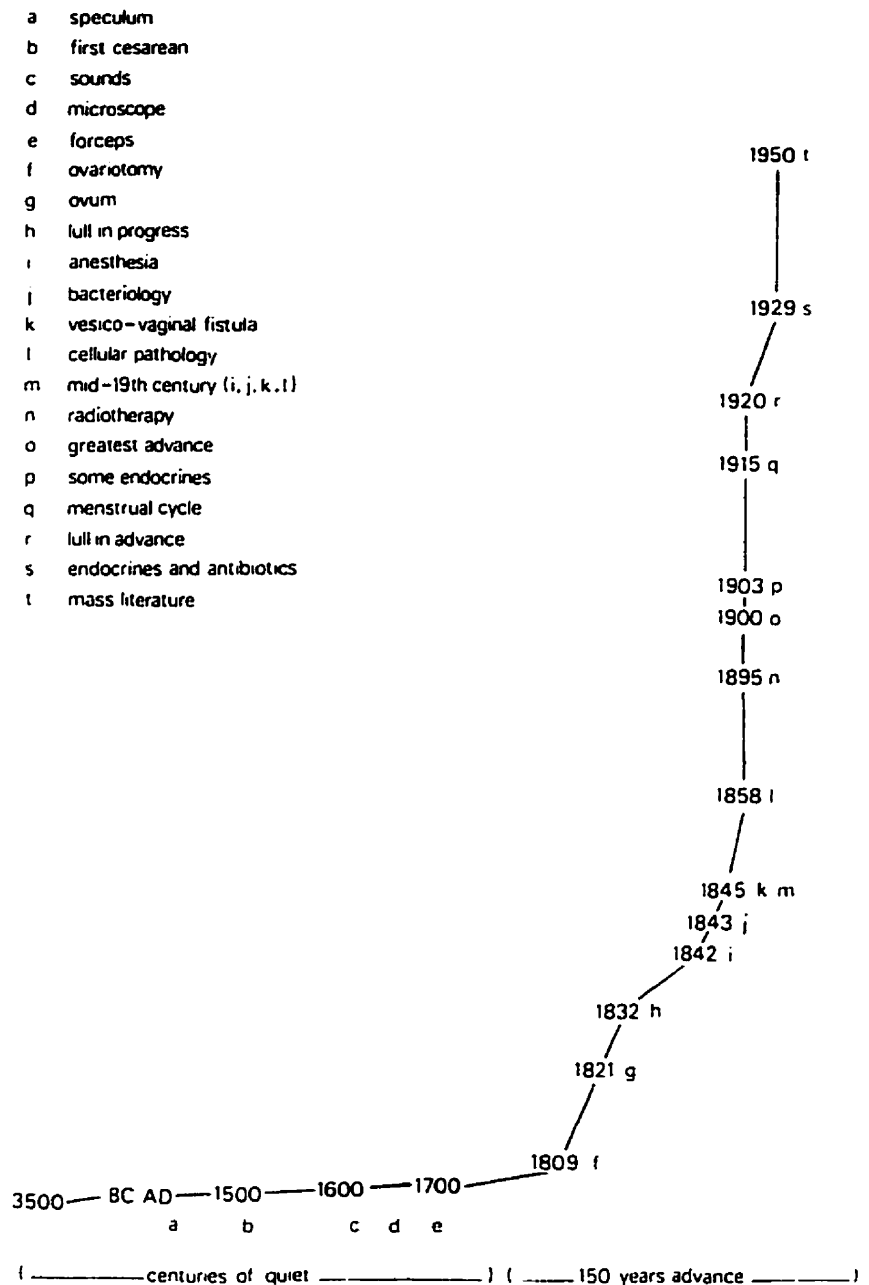 a speculum
b first cesarean
c sounds
d microscope
e forceps
f ovariotomy
g ovum
h lull in progress
i anesthesia
j bacteriology
k vesico-vaginal fistula
l cellular pathology
m mid-19th century (i, j, k, l)
n radiotherapy
o greatest advance
p some endocrines
q menstrual cycle
r lull in advance
s endocrines and antibiotics
t mass literature
1950 t
1929 s
1920 r
1915 q
1903 p
1900 o
1895 n
1858 l
1845 k m
1843 j
1842 i
1832 h
1821 g
1809 f
3500 BC AD 1500 1600 1700
a b c d e
( centuries of quiet ) ( 150 years advance )